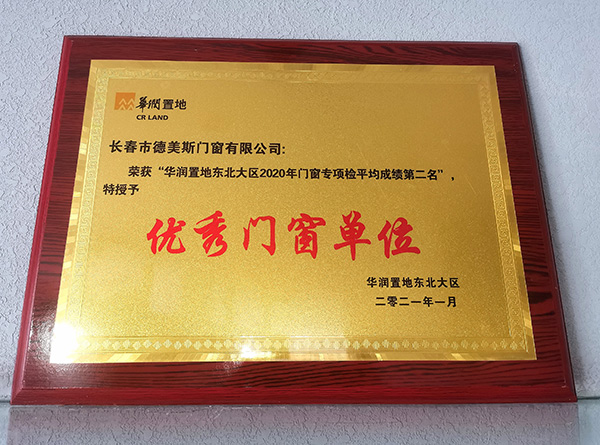 华润置地
CR LAND
长春市德美斯门窗有限公司:
荣获“华润置地东北大区2020年门窗专项检平均成绩第二名”,
特授予
优秀门窗单位
华润置地东北大区
二零二一年一月